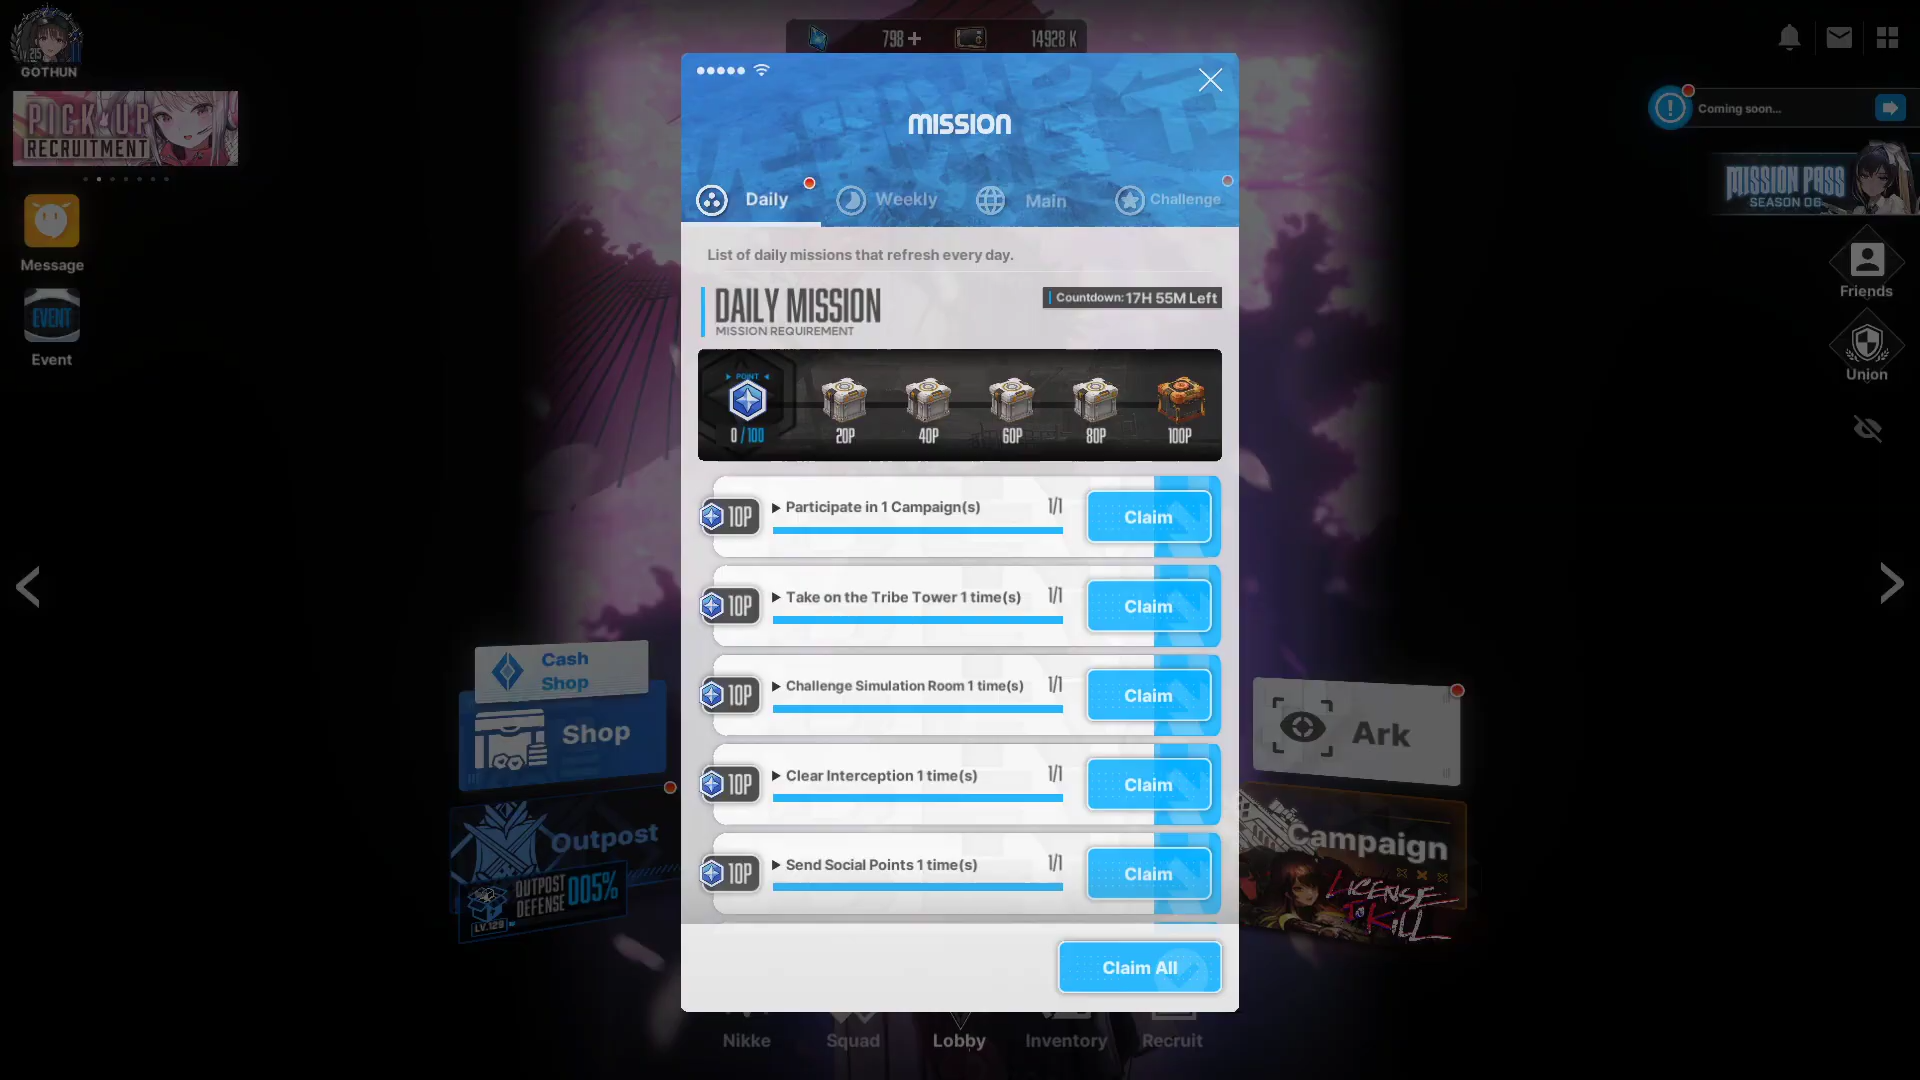 798
14928 K
LV.215
GOTHUN
PICK UP
RECRUITMENT
Message
EVENT
Event
MISSION
Daily
Weekly
Main
Challenge
List of daily missions that refresh every day.
DAILY MISSION
MISSION REQUIREMENT
Countdown: 17H 55M Left
POINT
0 / 100
20P
40P
60P
80P
100P
10P
Participate in 1 Campaign(s)
1/1
Claim
10P
Take on the Tribe Tower 1 time(s)
1/1
Claim
10P
Challenge Simulation Room 1 time(s)
1/1
Claim
10P
Clear Interception 1 time(s)
1/1
Claim
10P
Send Social Points 1 time(s)
1/1
Claim
Claim All
Coming soon...
MISSION PASS
SEASON 06
Friends
Union
Cash
Shop
Shop
Outpost
OUTPOST
DEFENSE
005%
LV.129
Ark
Campaign
LICENSE
TO
KILL
Nikke
Squad
Lobby
Inventory
Recruit